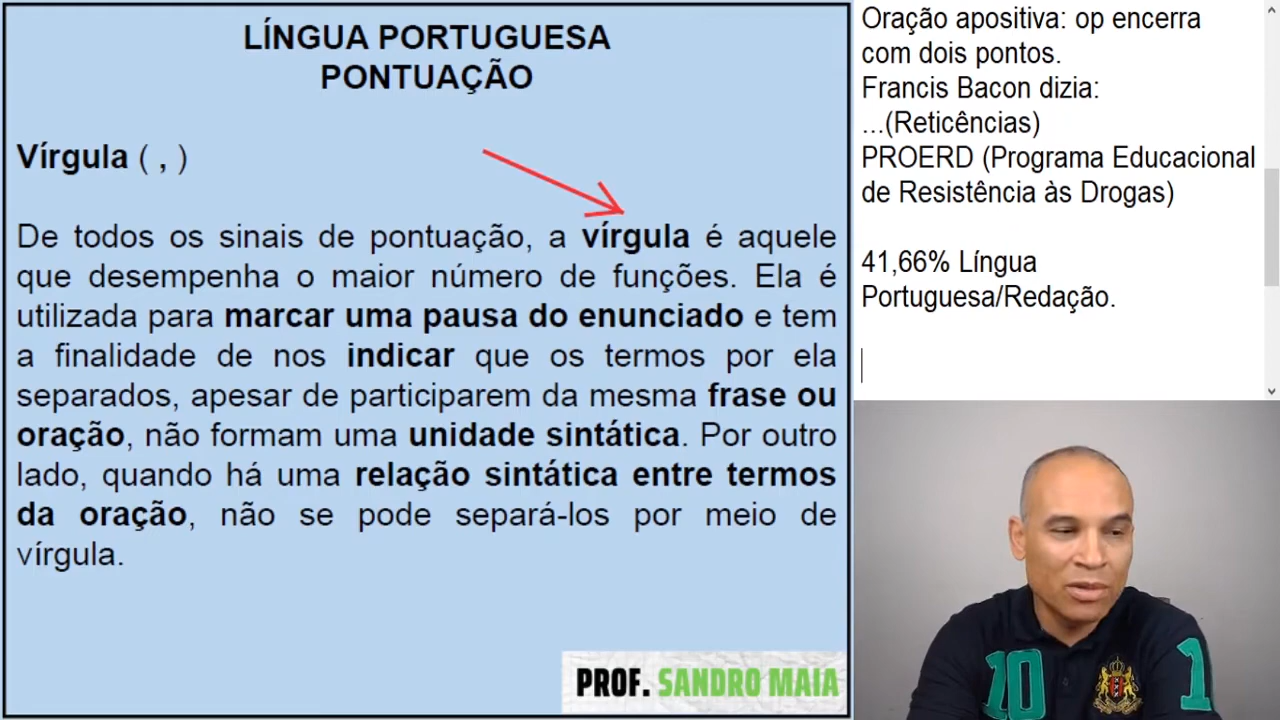 LÍNGUA PORTUGUESA
PONTUAÇÃO
Vírgula ( , )
De todos os sinais de pontuação, a vírgula é aquele
que desempenha o maior número de funções. Ela é
utilizada para marcar uma pausa do enunciado e tem
a finalidade de nos indicar que os termos por ela
separados, apesar de participarem da mesma frase ou
oração, não formam uma unidade sintática. Por outro
lado, quando há uma relação sintática entre termos
da oração, não se pode separá-los por meio de
vírgula.
PROF. SANDRO MAIA
Oração apositiva: op encerra
com dois pontos.
Francis Bacon dizia:
...(Reticências)
PROERD (Programa Educacional
de Resistência às Drogas)
41,66% Língua
Portuguesa/Redação.
10
1